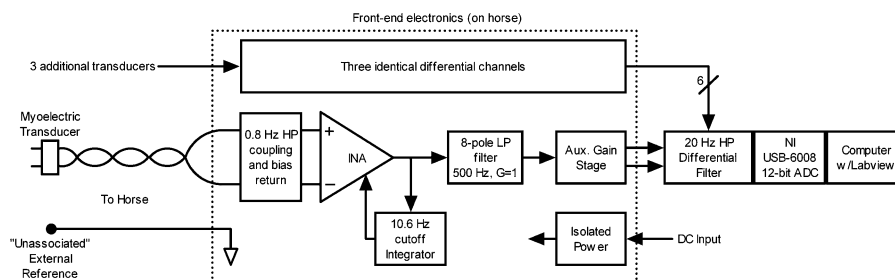 Front-end electronics (on horse)
3 additional transducers
Three identical differential channels
6
Myoelectric
Transducer
0.8 Hz HP
coupling
and bias
return
+
−
INA
8-pole LP
filter
500 Hz, G=1
Aux. Gain
Stage
20 Hz HP
Differential
Filter
NI
USB-6008
12-bit ADC
Computer
w/Labview
To Horse
10.6 Hz
cutoff
Integrator
Isolated
Power
DC Input
"Unassociated"
External
Reference